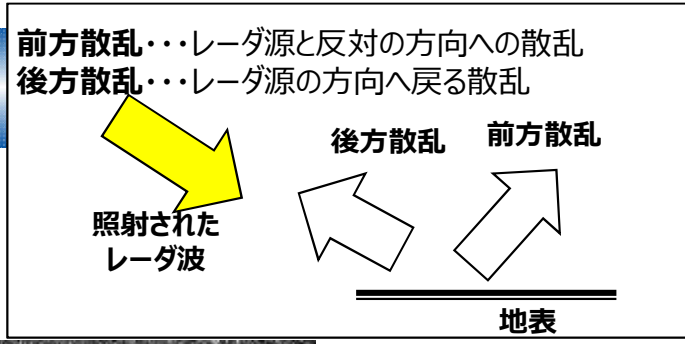 前方散乱・・・レーダ源と反対の方向への散乱
後方散乱・・・レーダ源の方向へ戻る散乱
後方散乱
前方散乱
照射された
レーダ波
地表